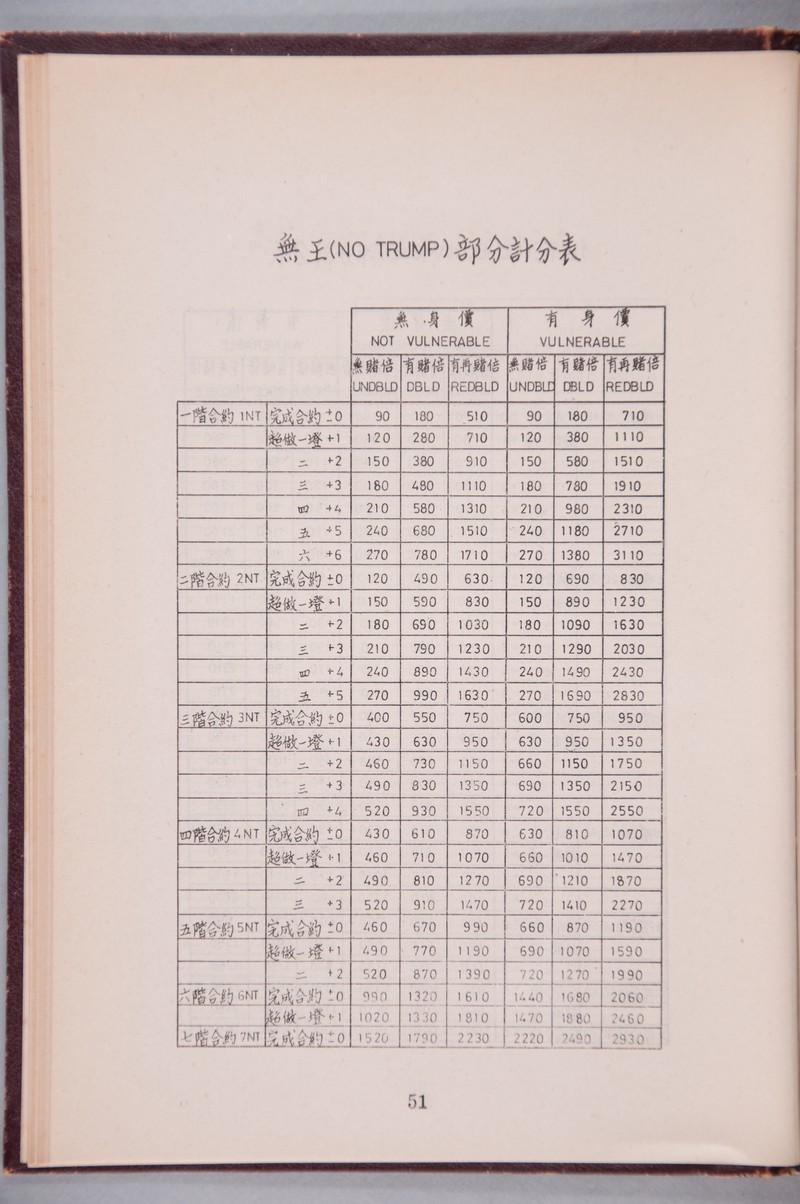 無王(NO TRUMP)部分計分表
無身價 有身價
NOT VULNERABLE VULNERABLE
無賭倍 有賭倍 有再賭倍 無賭倍 有賭倍 有再賭倍
UNDBLD DBLD REDBLD UNDBLD DBLD REDBLD
一階合約 1NT 完成合約 ±0 90 180 510 90 180 710
超做一墱 +1 120 280 710 120 380 1110
二 +2 150 380 910 150 580 1510
三 +3 180 480 1110 180 780 1910
四 +4 210 580 1310 210 980 2310
五 +5 240 680 1510 240 1180 2710
六 +6 270 780 1710 270 1380 3110
二階合約 2NT 完成合約 ±0 120 490 630 120 690 830
超做一墱 +1 150 590 830 150 890 1230
二 +2 180 690 1030 180 1090 1630
三 +3 210 790 1230 210 1290 2030
四 +4 240 890 1430 240 1490 2430
五 +5 270 990 1630 270 1690 2830
三階合約 3NT 完成合約 ±0 400 550 750 600 750 950
超做一墱 +1 430 630 950 630 950 1350
二 +2 460 730 1150 660 1150 1750
三 +3 490 830 1350 690 1350 2150
四 +4 520 930 1550 720 1550 2550
四階合約 4NT 完成合約 ±0 430 610 870 630 810 1070
超做一墱 +1 460 710 1070 660 1010 1470
二 +2 490 810 1270 690 1210 1870
三 +3 520 910 1470 720 1410 2270
五階合約 5NT 完成合約 ±0 460 670 990 660 870 1190
超做一墱 +1 490 770 1190 690 1070 1590
二 +2 520 870 1390 720 1270 1990
六階合約 6NT 完成合約 ±0 990 1320 1610 1440 1680 2060
超做一墱 +1 1020 1330 1810 1470 1880 2460
七階合約 7NT 完成合約 ±0 1520 1790 2230 2220 2490 2930
51